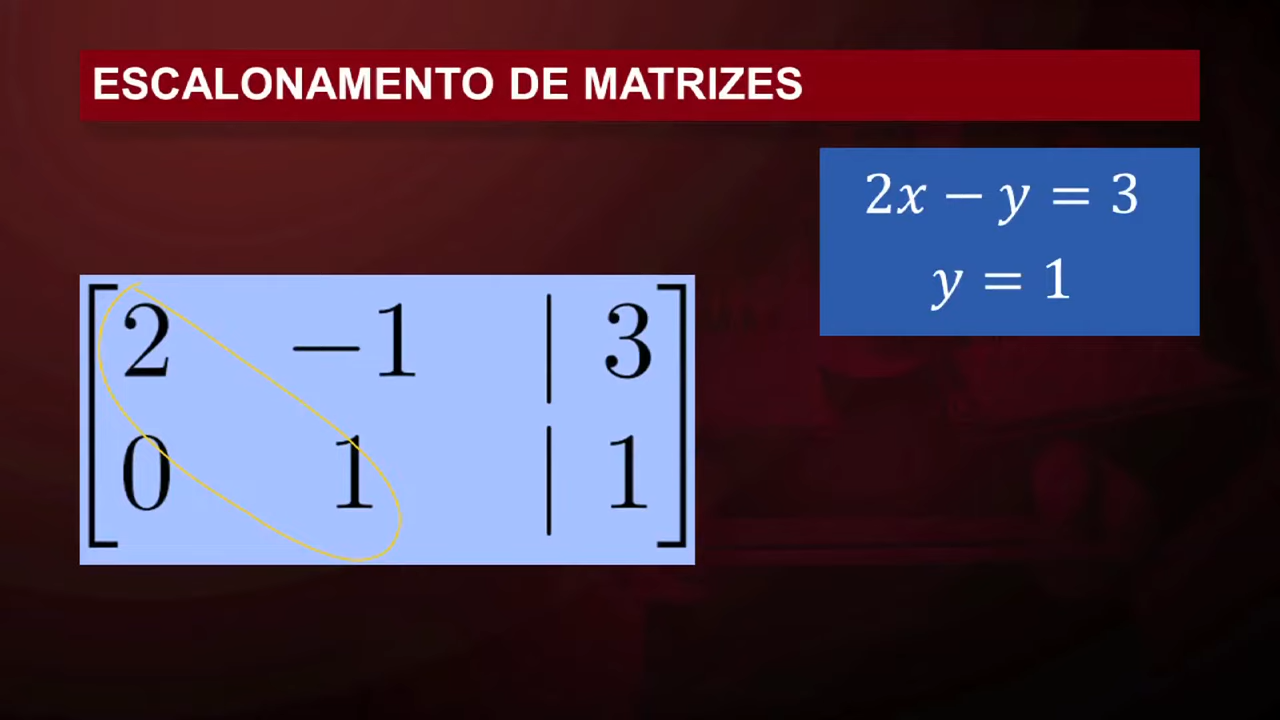 ESCALONAMENTO DE MATRIZES
2x − y = 3
y = 1
[2 −1 | 3
0 1 | 1]